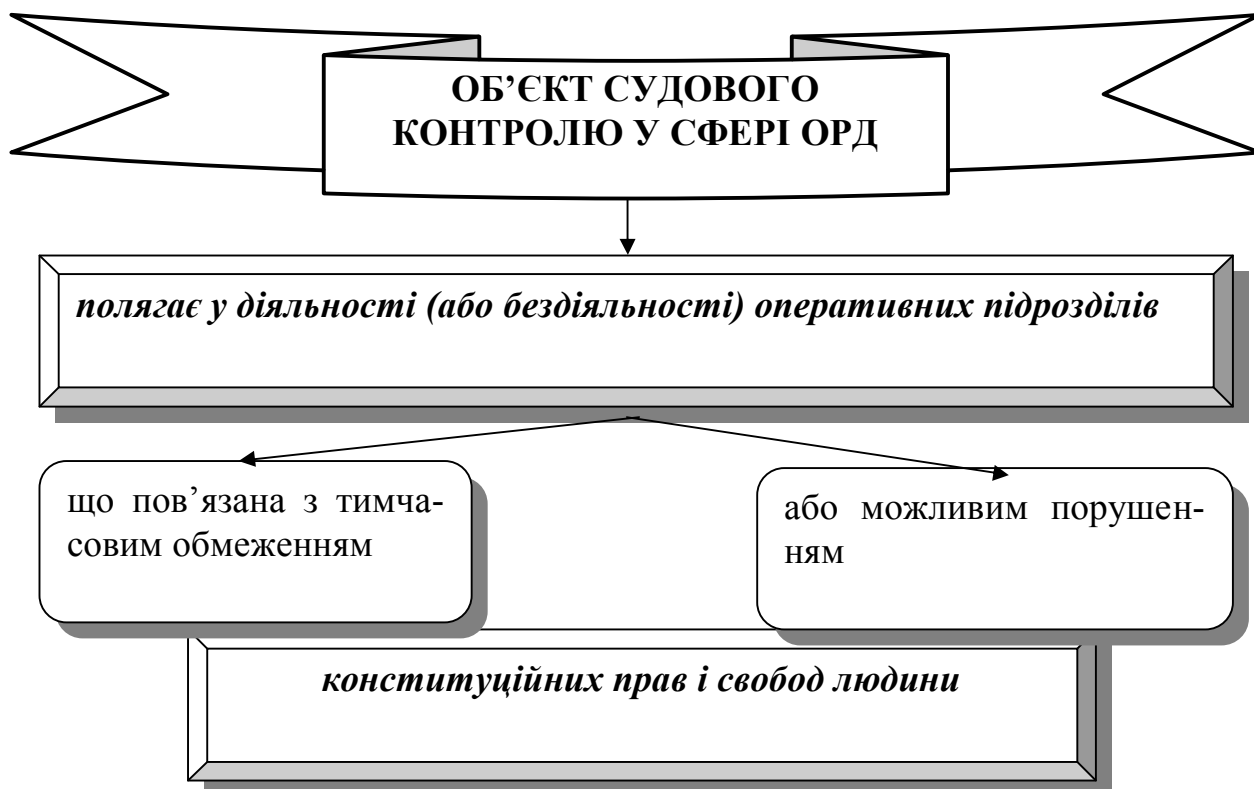 ОБ’ЄКТ СУДОВОГО
КОНТРОЛЮ У СФЕРІ ОРД
полягає у діяльності (або бездіяльності) оперативних підрозділів
що пов’язана з тимча-
совим обмеженням
або можливим порушен-
ням
конституційних прав і свобод людини